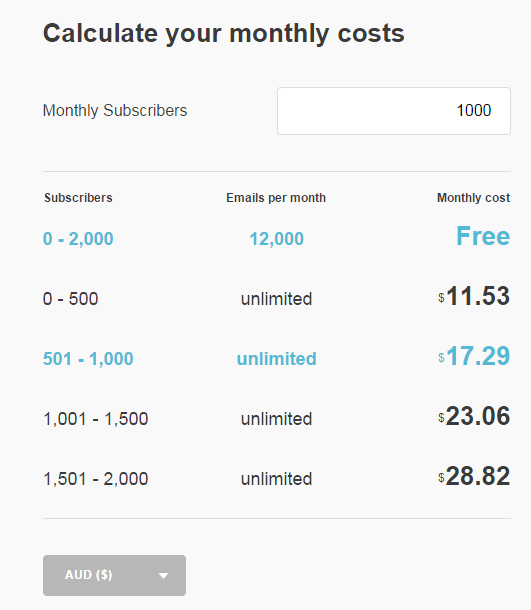 Calculate your monthly costs
Monthly Subscribers 1000
Subscribers Emails per month Monthly cost
0 - 2,000 12,000 Free
0 - 500 unlimited $11.53
501 - 1,000 unlimited $17.29
1,001 - 1,500 unlimited $23.06
1,501 - 2,000 unlimited $28.82
AUD ($)